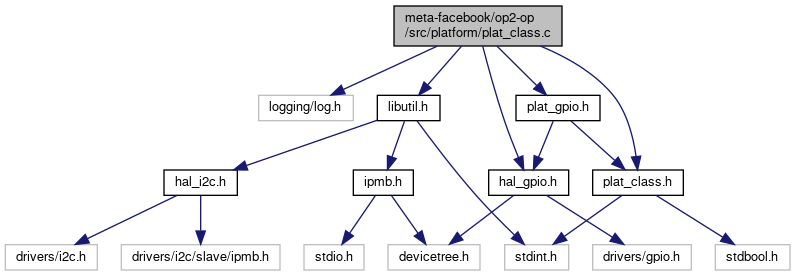 meta-facebook/op2-op
/src/platform/plat_class.c
logging/log.h
libutil.h
plat_gpio.h
hal_i2c.h
ipmb.h
hal_gpio.h
plat_class.h
drivers/i2c.h
drivers/i2c/slave/ipmb.h
stdio.h
devicetree.h
stdint.h
drivers/gpio.h
stdbool.h